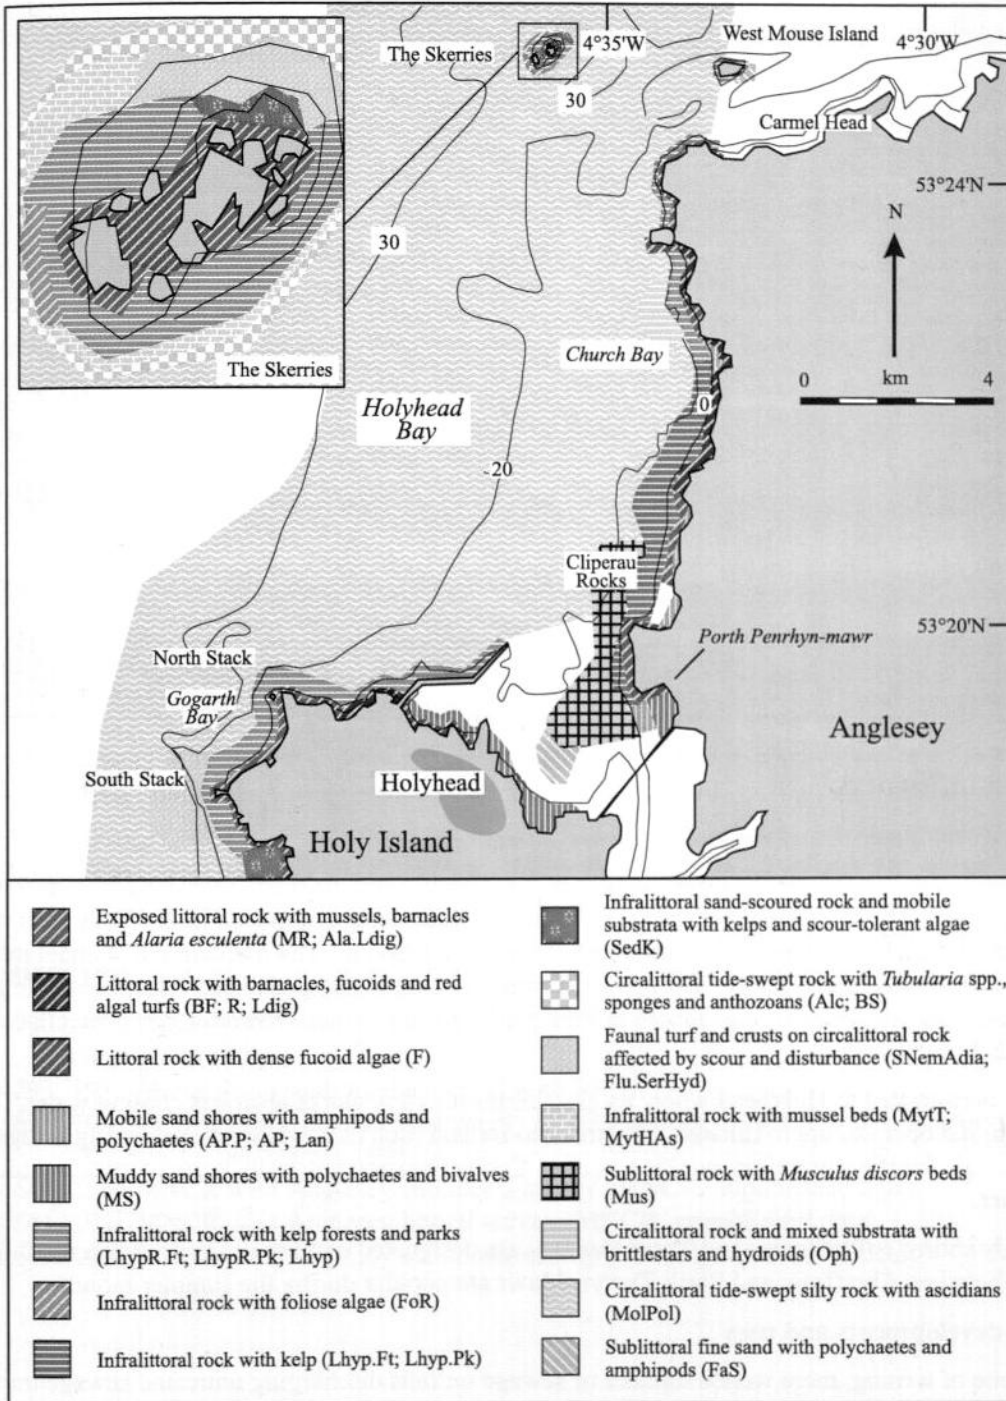 The Skerries
4°35'W
West Mouse Island
4°30'W
30
Carmel Head
53°24'N
N
30
The Skerries
Church Bay
0 km 4
0
Holyhead
Bay
20
Cliperau
Rocks
53°20'N
North Stack
Porth Penrhyn-mawr
Gogarth
Bay
Anglesey
South Stack
Holyhead
Holy Island
Exposed littoral rock with mussels, barnacles
and Alaria esculenta (MR; Ala.Ldig)
Littoral rock with barnacles, fucoids and red
algal turfs (BF; R; Ldig)
Littoral rock with dense fucoid algae (F)
Mobile sand shores with amphipods and
polychaetes (AP.P; AP; Lan)
Muddy sand shores with polychaetes and bivalves
(MS)
Infralittoral rock with kelp forests and parks
(LhypR.Ft; LhypR.Pk; Lhyp)
Infralittoral rock with foliose algae (FoR)
Infralittoral rock with kelp (Lhyp.Ft; Lhyp.Pk)
Infralittoral sand-scoured rock and mobile
substrata with kelps and scour-tolerant algae
(SedK)
Circalittoral tide-swept rock with Tubularia spp.,
sponges and anthozoans (Alc; BS)
Faunal turf and crusts on circalittoral rock
affected by scour and disturbance (SNemAdia;
Flu.SerHyd)
Infralittoral rock with mussel beds (MytT;
MytHAs)
Sublittoral rock with Musculus discors beds
(Mus)
Circalittoral rock and mixed substrata with
brittlestars and hydroids (Oph)
Circalittoral tide-swept silty rock with ascidians
(MolPol)
Sublittoral fine sand with polychaetes and
amphipods (FaS)